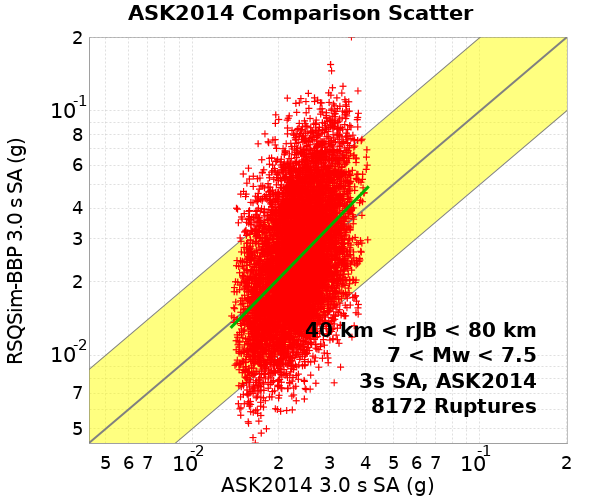 ASK2014 Comparison Scatter
RSQSim-BBP 3.0 s SA (g)
2
10-1
8
6
4
3
2
10-2
7
5
40 km < rJB < 80 km
7 < Mw < 7.5
3s SA, ASK2014
8172 Ruptures
5 6 7 10-2 2 3 4 5 6 7 10-1 2
ASK2014 3.0 s SA (g)